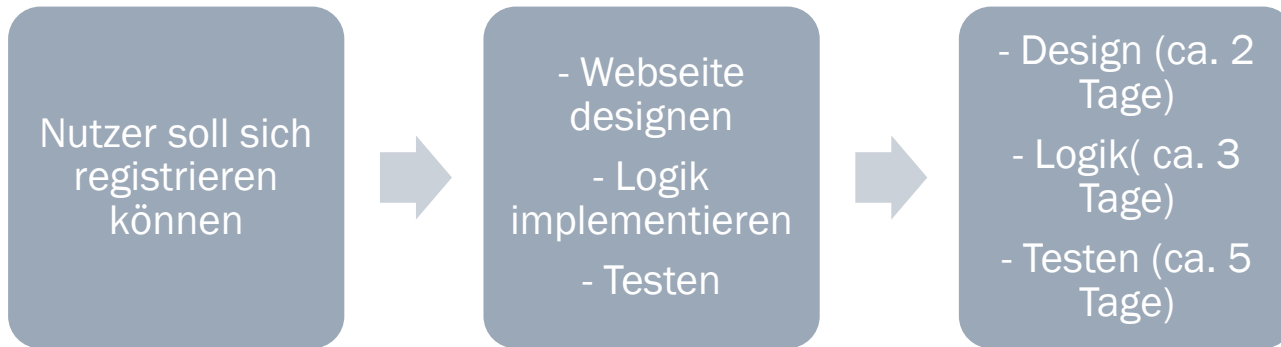 Nutzer soll sich
registrieren
können
- Webseite
designen
- Logik
implementieren
- Testen
- Design (ca. 2
Tage)
- Logik( ca. 3
Tage)
- Testen (ca. 5
Tage)